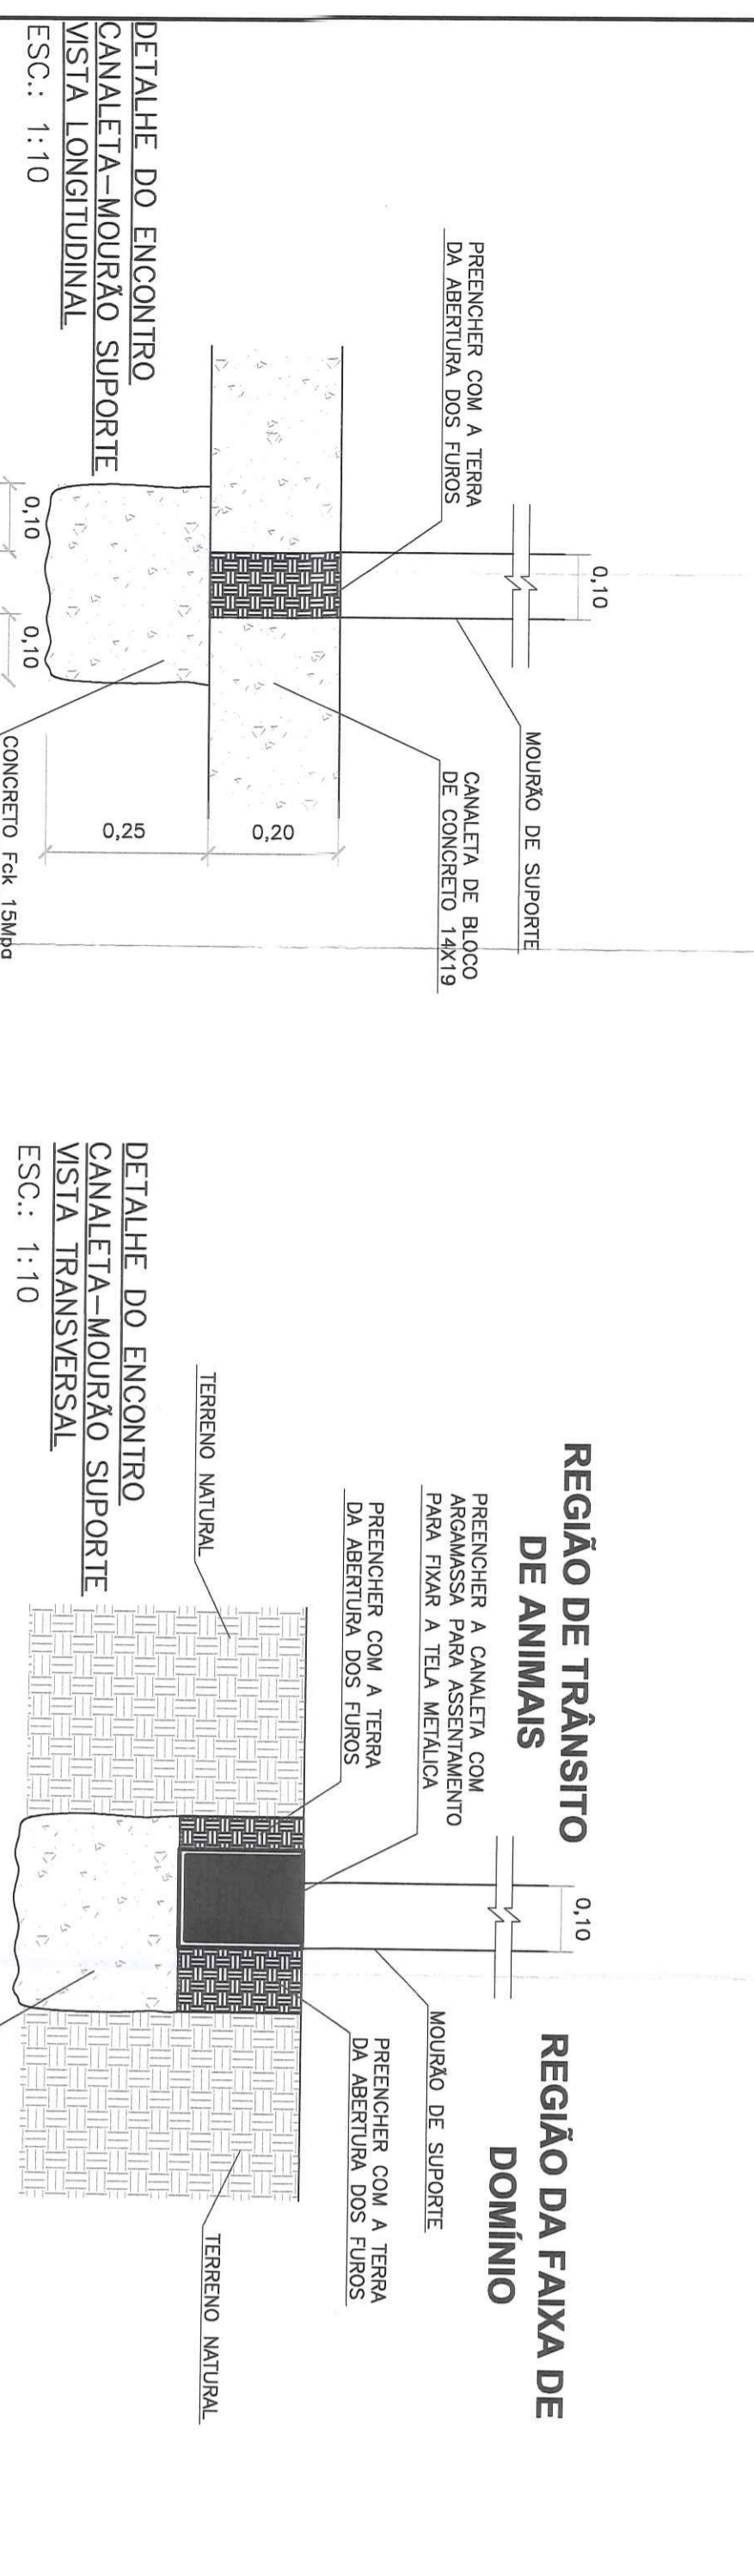 0,10
MOURÃO DE SUPORTE
PREENCHER COM A TERRA
DA ABERTURA DOS FUROS
CANALETA DE BLOCO
DE CONCRETO 14X19
0,20
0,25
0,10
0,10
CONCRETO Fck 15Mpa
DETALHE DO ENCONTRO
CANALETA-MOURÃO SUPORTE
VISTA LONGITUDINAL
ESC.: 1:10
REGIÃO DE TRÂNSITO
DE ANIMAIS
0,10
REGIÃO DA FAIXA DE
DOMÍNIO
PREENCHER A CANALETA COM
ARGAMASSA PARA ASSENTAMENTO
PARA FIXAR A TELA METÁLICA
MOURÃO DE SUPORTE
PREENCHER COM A TERRA
DA ABERTURA DOS FUROS
PREENCHER COM A TERRA
DA ABERTURA DOS FUROS
TERRENO NATURAL
TERRENO NATURAL
DETALHE DO ENCONTRO
CANALETA-MOURÃO SUPORTE
VISTA TRANSVERSAL
ESC.: 1:10